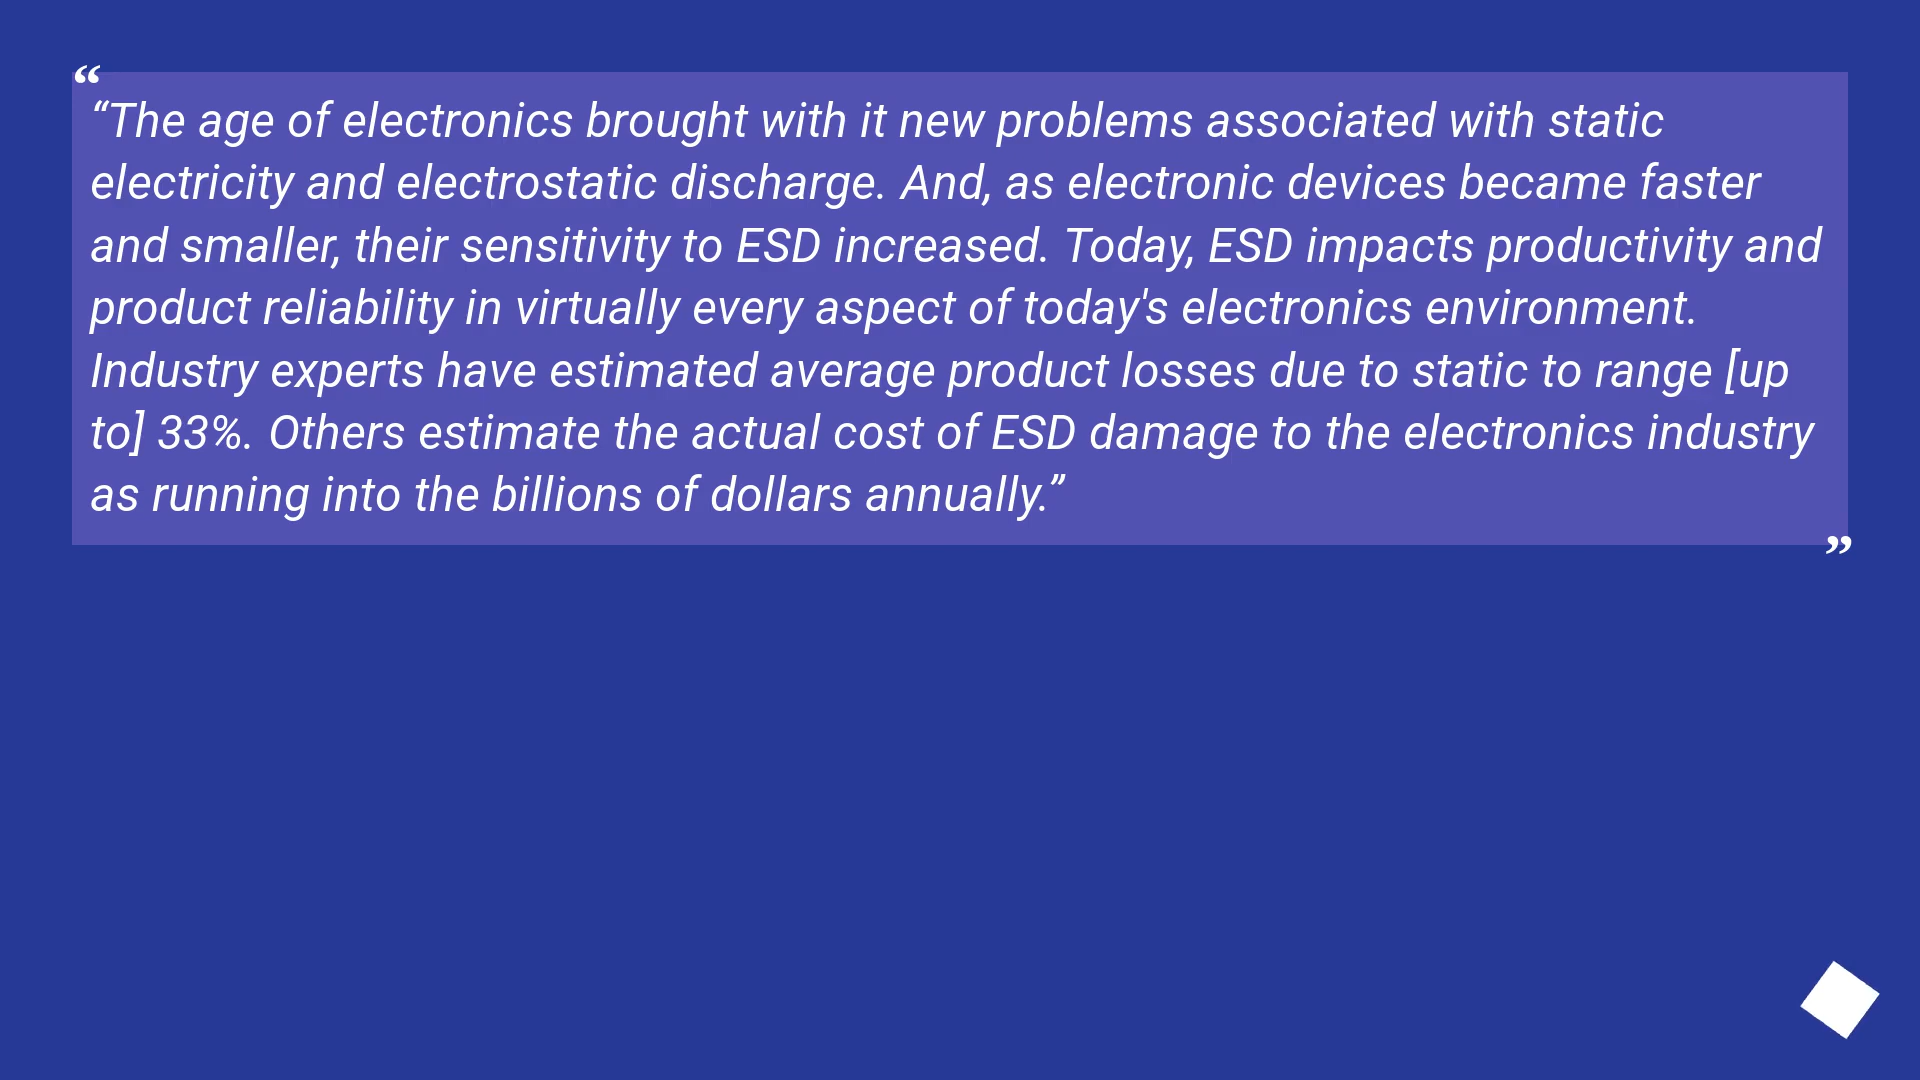 “
“The age of electronics brought with it new problems associated with static
electricity and electrostatic discharge. And, as electronic devices became faster
and smaller, their sensitivity to ESD increased. Today, ESD impacts productivity and
product reliability in virtually every aspect of today's electronics environment.
Industry experts have estimated average product losses due to static to range [up
to] 33%. Others estimate the actual cost of ESD damage to the electronics industry
as running into the billions of dollars annually.”
”